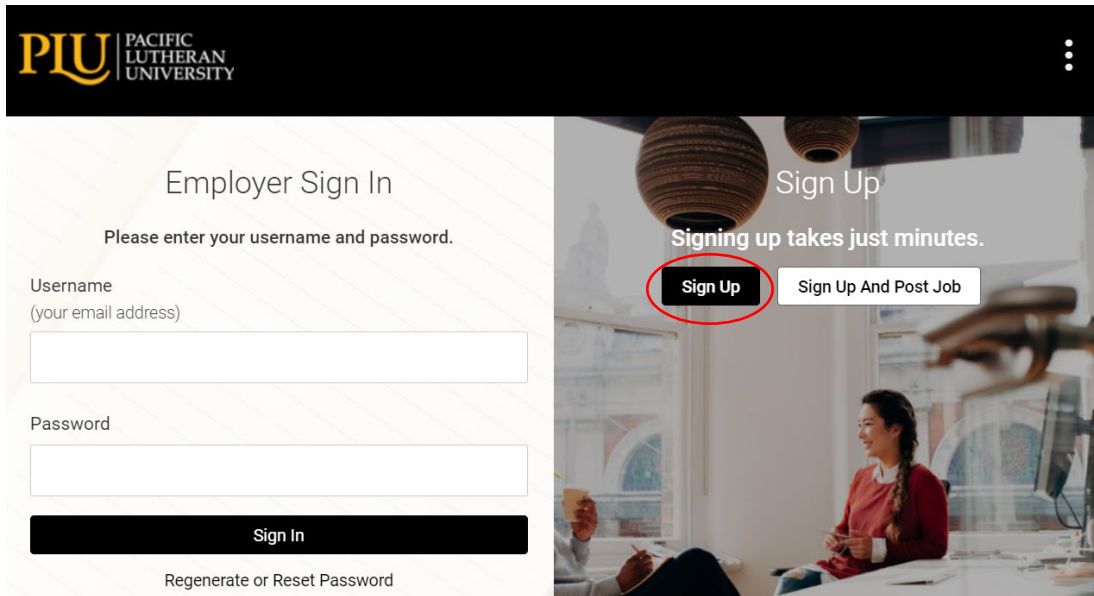 PLU
PACIFIC
LUTHERAN
UNIVERSITY
Employer Sign In
Please enter your username and password.
Username
(your email address)
Password
Sign In
Regenerate or Reset Password
Sign Up
Signing up takes just minutes.
Sign Up
Sign Up And Post Job